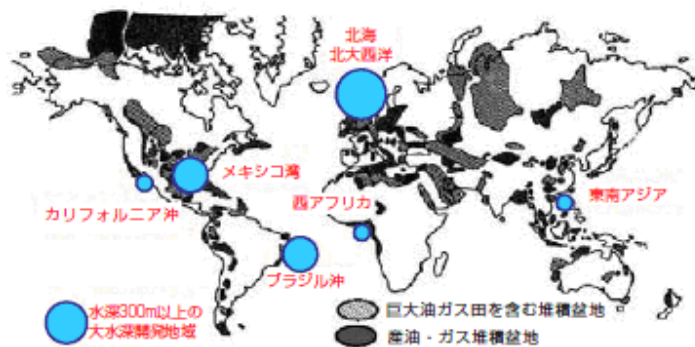 北海
北大西洋
メキシコ湾
カリフォルニア沖
西アフリカ
東南アジア
ブラジル沖
水深300m以上の
大水深開発地域
巨大油ガス田を含む堆積盆地
産油・ガス堆積盆地